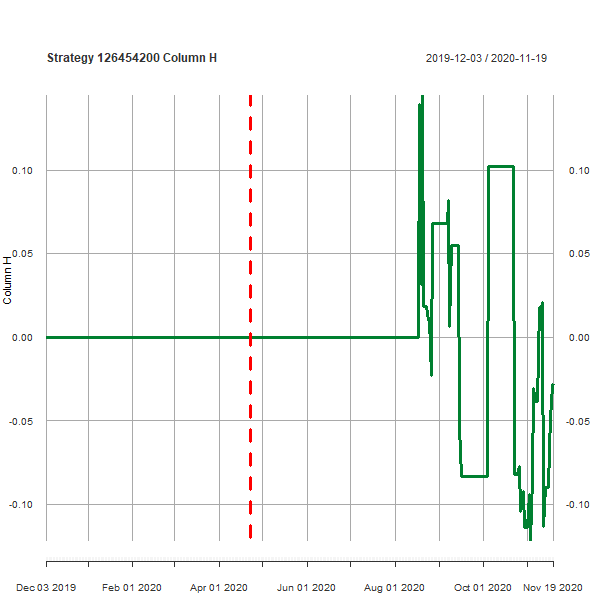 Strategy 126454200 Column H
2019-12-03 / 2020-11-19
0.10
0.10
0.05
0.05
Column H
0.00
0.00
-0.05
-0.05
-0.10
-0.10
Dec 03 2019
Feb 01 2020
Apr 01 2020
Jun 01 2020
Aug 01 2020
Oct 01 2020
Nov 19 2020